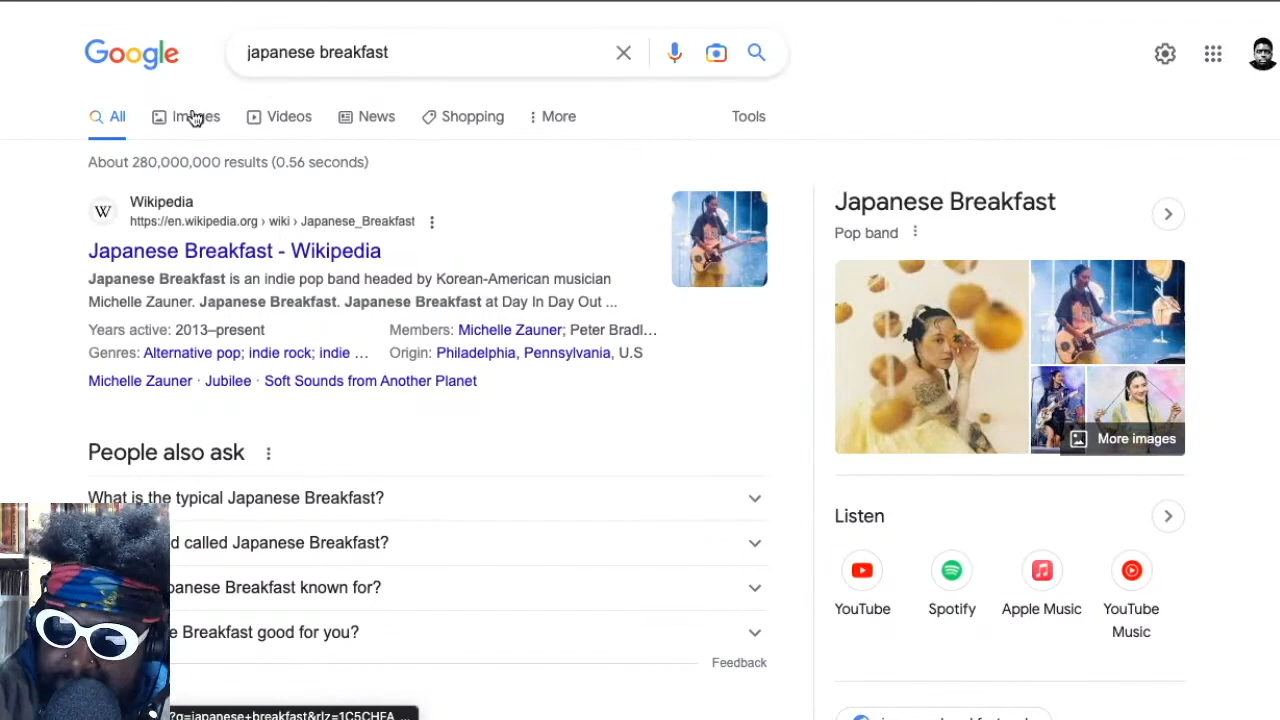 Google
japanese breakfast
All
Images
Videos
News
Shopping
More
Tools
About 280,000,000 results (0.56 seconds)
W
Wikipedia
https://en.wikipedia.org › wiki › Japanese_Breakfast
Japanese Breakfast - Wikipedia
Japanese Breakfast is an indie pop band headed by Korean-American musician
Michelle Zauner. Japanese Breakfast. Japanese Breakfast at Day In Day Out ...
Years active: 2013–present
Members: Michelle Zauner; Peter Bradl...
Genres: Alternative pop; indie rock; indie ...
Origin: Philadelphia, Pennsylvania, U.S
Michelle Zauner · Jubilee · Soft Sounds from Another Planet
People also ask
What is the typical Japanese Breakfast?
d called Japanese Breakfast?
panese Breakfast known for?
e Breakfast good for you?
Feedback
?q=japanese+breakfast&rlz=1C5CHFA ...
Japanese Breakfast
Pop band
More images
Listen
YouTube
Spotify
Apple Music
YouTube
Music